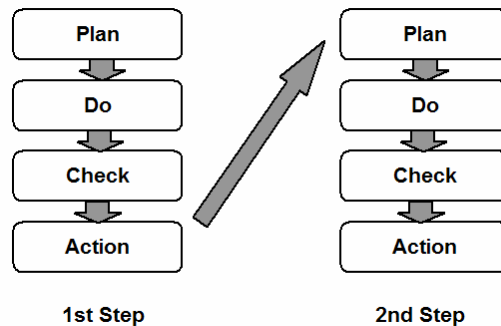 Plan
Do
Check
Action
1st Step
Plan
Do
Check
Action
2nd Step